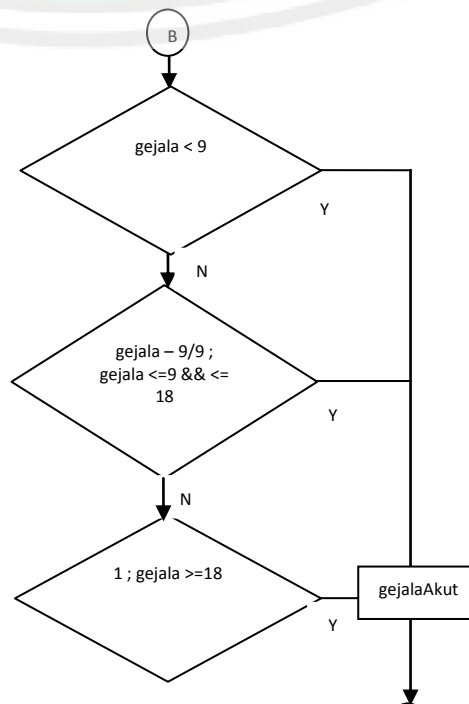 B
gejala < 9
Y
N
gejala – 9/9 ;
gejala <=9 && <=
18
Y
N
1 ; gejala >=18
gejalaAkut
Y